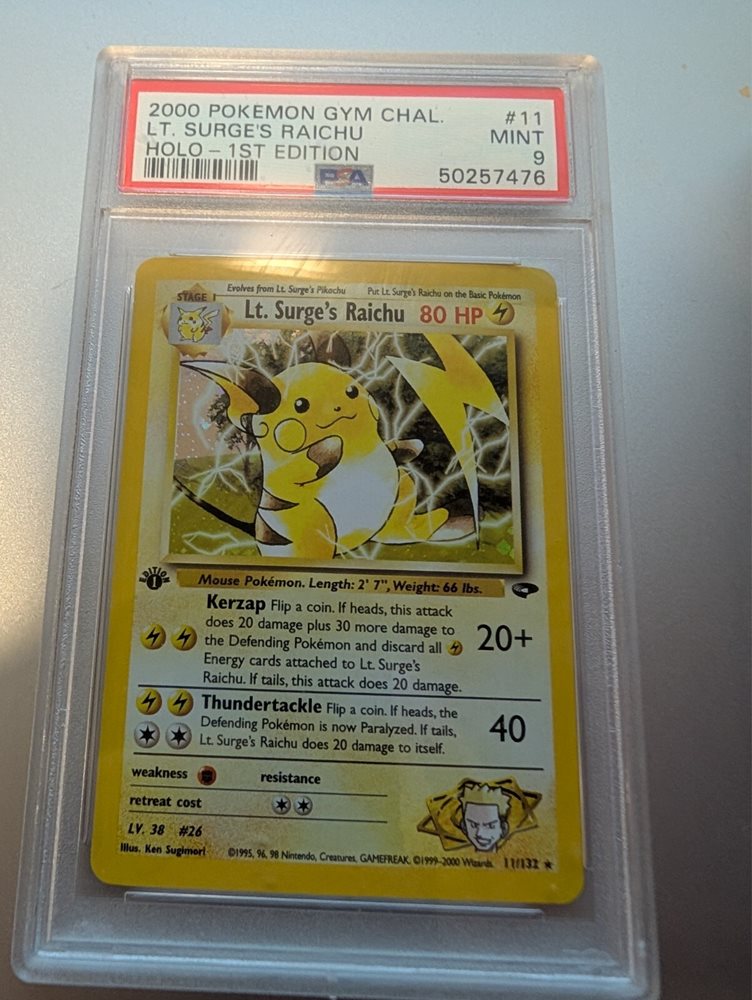 2000 POKEMON GYM CHAL. #11
LT. SURGE'S RAICHU MINT
HOLO – 1ST EDITION 9
PSA 50257476
Evolves from Lt. Surge's Pikachu Put Lt. Surge's Raichu on the Basic Pokémon
STAGE 1
Lt. Surge's Raichu 80 HP
EDITION
1
Mouse Pokémon. Length: 2' 7", Weight: 66 lbs.
Kerzap Flip a coin. If heads, this attack
does 20 damage plus 30 more damage to
the Defending Pokémon and discard all
Energy cards attached to Lt. Surge's
Raichu. If tails, this attack does 20 damage.
20+
Thundertackle Flip a coin. If heads, the
Defending Pokémon is now Paralyzed. If tails,
Lt. Surge's Raichu does 20 damage to itself.
40
weakness resistance
retreat cost
LV. 38 #26
Illus. Ken Sugimori ©1995, 96, 98 Nintendo, Creatures, GAMEFREAK. ©1999-2000 Wizards. 11/132 ★